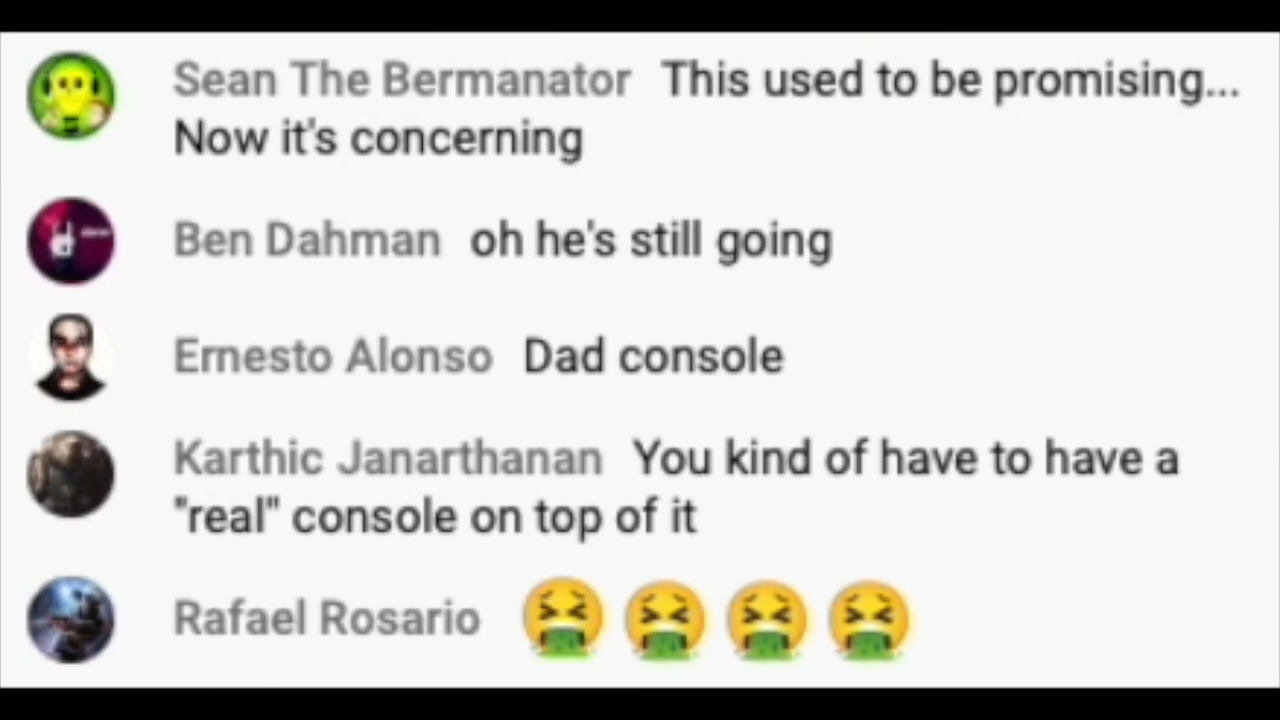 Sean The Bermanator This used to be promising...
Now it's concerning
Ben Dahman oh he's still going
Ernesto Alonso Dad console
Karthic Janarthanan You kind of have to have a
"real" console on top of it
Rafael Rosario 🤮🤮🤮🤮